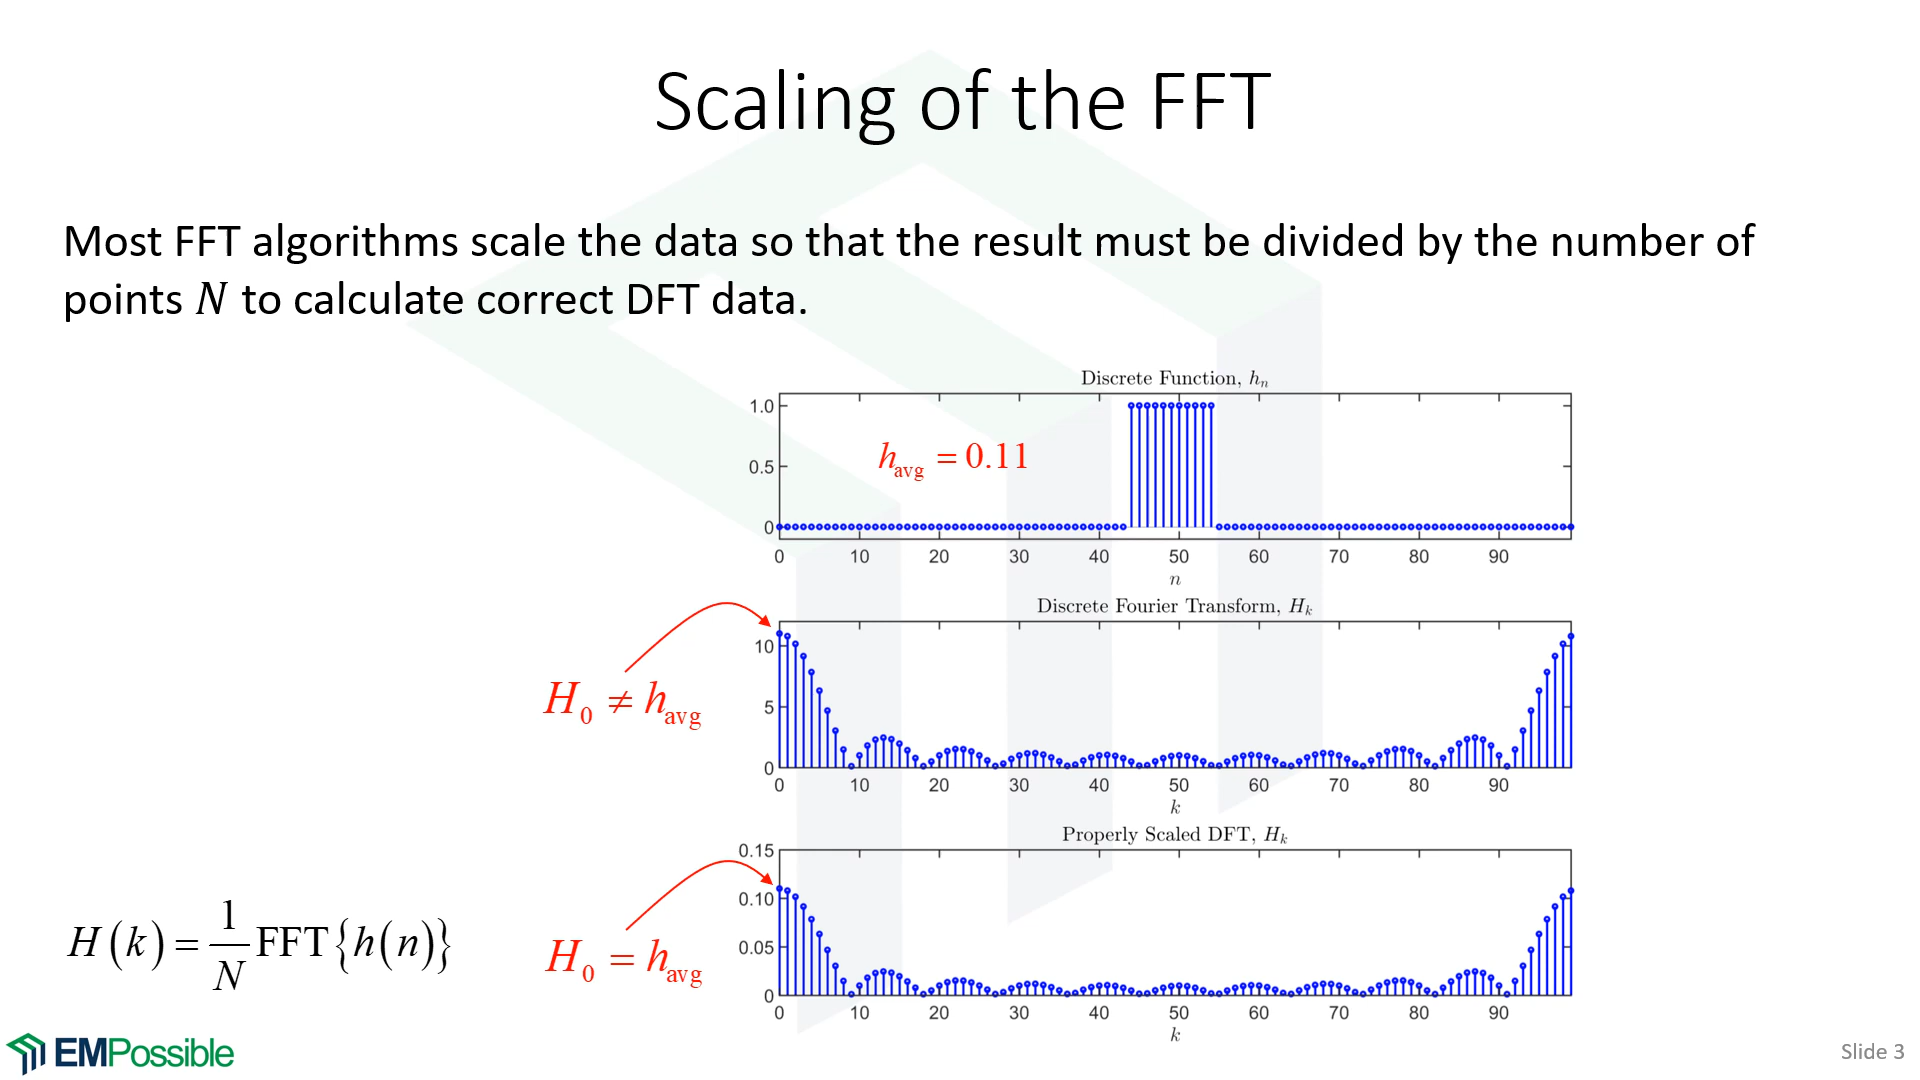 Scaling of the FFT
Most FFT algorithms scale the data so that the result must be divided by the number of
points N to calculate correct DFT data.
Discrete Function, hₙ
1.0
0.5
0
h_avg = 0.11
0 10 20 30 40 50 60 70 80 90
n
Discrete Fourier Transform, Hₖ
10
5
0
H₀ ≠ h_avg
0 10 20 30 40 50 60 70 80 90
k
Properly Scaled DFT, Hₖ
0.15
0.10
0.05
0
H(k) = 1/N FFT{h(n)}
H₀ = h_avg
0 10 20 30 40 50 60 70 80 90
k
EMPossible
Slide 3